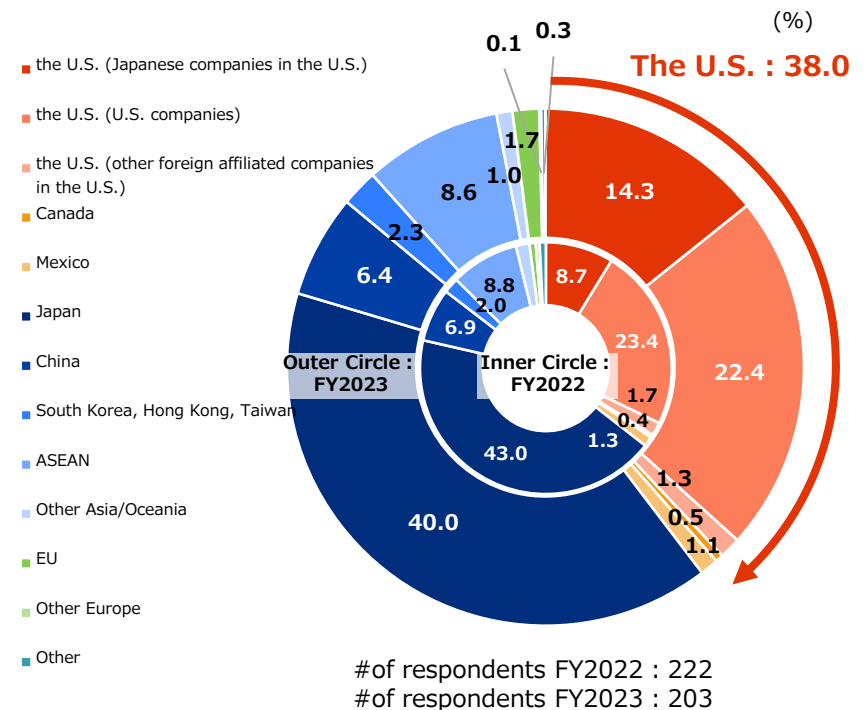 (%)
The U.S. : 38.0
0.1
0.3
the U.S. (Japanese companies in the U.S.)
the U.S. (U.S. companies)
the U.S. (other foreign affiliated companies
in the U.S.)
Canada
Mexico
Japan
China
South Korea, Hong Kong, Taiwan
ASEAN
Other Asia/Oceania
EU
Other Europe
Other
1.7
1.0
8.6
14.3
2.3
6.4
8.8
8.7
2.0
6.9
23.4
22.4
Outer Circle :
FY2023
Inner Circle :
FY2022
1.7
0.4
1.3
43.0
1.3
0.5
1.1
40.0
#of respondents FY2022 : 222
#of respondents FY2023 : 203